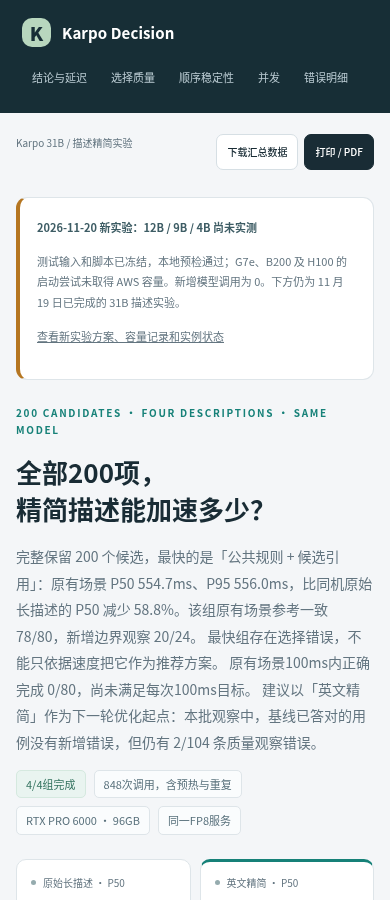 K Karpo Decision
结论与延迟 选择质量 顺序稳定性 并发 错误明细
Karpo 31B / 描述精简实验
下载汇总数据 打印 / PDF
2026-11-20 新实验：12B / 9B / 4B 尚未实测
测试输入和脚本已冻结，本地预检通过；G7e、B200 及 H100 的
启动尝试未取得 AWS 容量。新增模型调用为 0。下方仍为 11 月
19 日已完成的 31B 描述实验。
查看新实验方案、容量记录和实例状态
200 CANDIDATES · FOUR DESCRIPTIONS · SAME
MODEL
全部200项，
精简描述能加速多少？
完整保留 200 个候选，最快的是「公共规则 + 候选引
用」：原有场景 P50 554.7ms、P95 556.0ms，比同机原始
长描述的 P50 减少 58.8%。该组原有场景参考一致
78/80，新增边界观察 20/24。 最快组存在选择错误，不
能只依据速度把它作为推荐方案。 原有场景100ms内正确
完成 0/80，尚未满足每次100ms目标。 建议以「英文精
简」作为下一轮优化起点：本批观察中，基线已答对的用
例没有新增错误，但仍有 2/104 条质量观察错误。
4/4组完成 848次调用，含预热与重复
RTX PRO 6000 · 96GB 同一FP8服务
原始长描述 · P50 英文精简 · P50